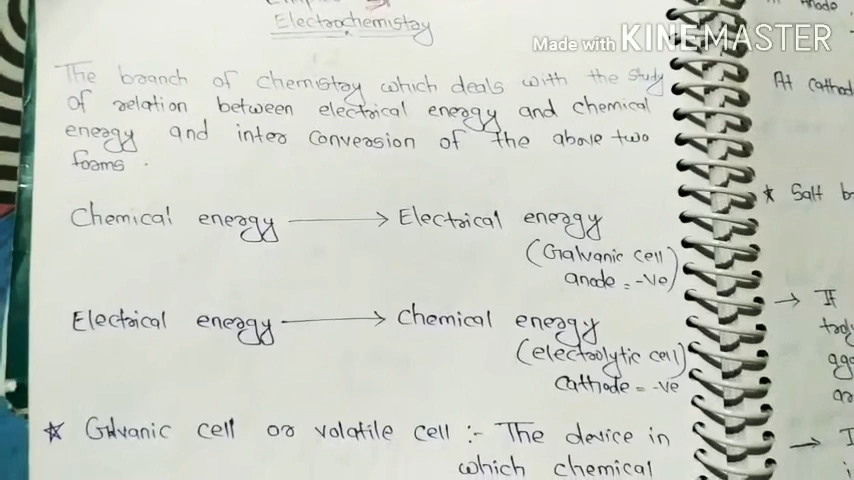 Electrochemistry
Made with KINEMASTER
The branch of chemistry which deals with the study
of relation between electrical energy and chemical
energy and inter conversion of the above two
forms.
Chemical energy → Electrical energy
(Galvanic cell
anode = -ve)
Electrical energy → Chemical energy
(electrolytic cell)
cathode = -ve
☆ Galvanic cell or volatile cell :- The device in
which chemical
At cathod
* Salt b
→ If